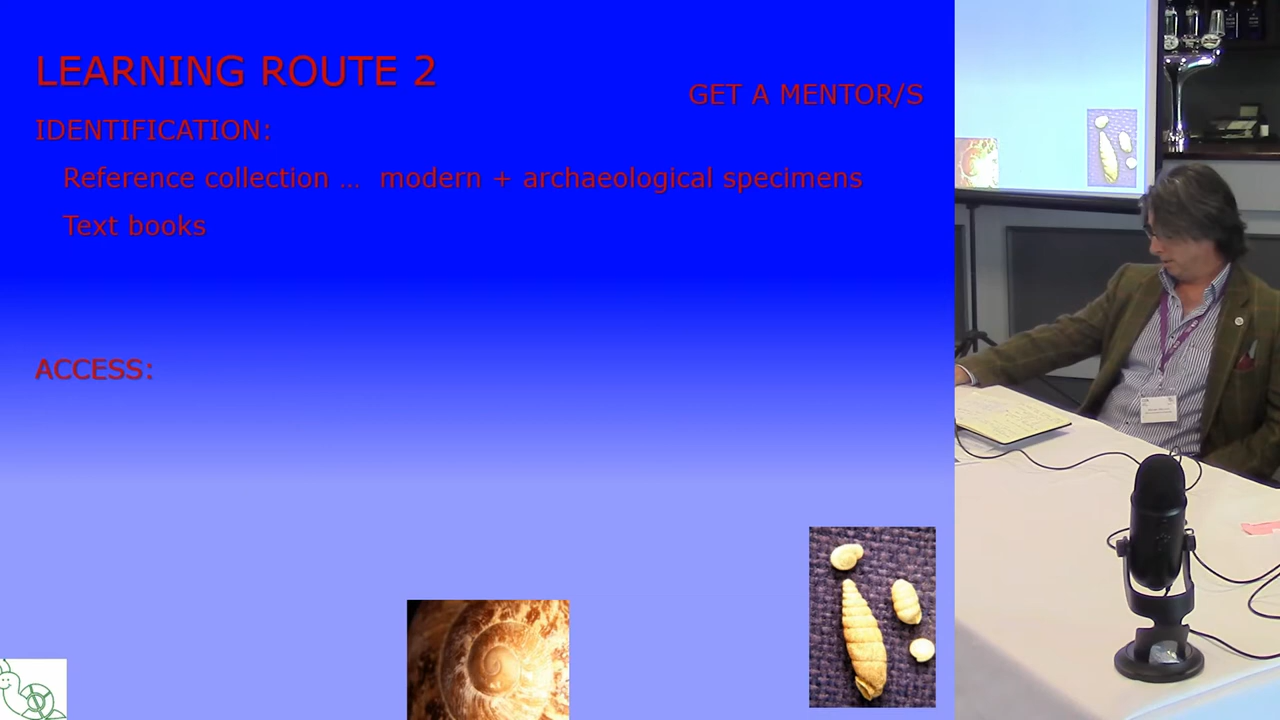 LEARNING ROUTE 2
GET A MENTOR/S
IDENTIFICATION:
Reference collection ... modern + archaeological specimens
Text books
ACCESS: